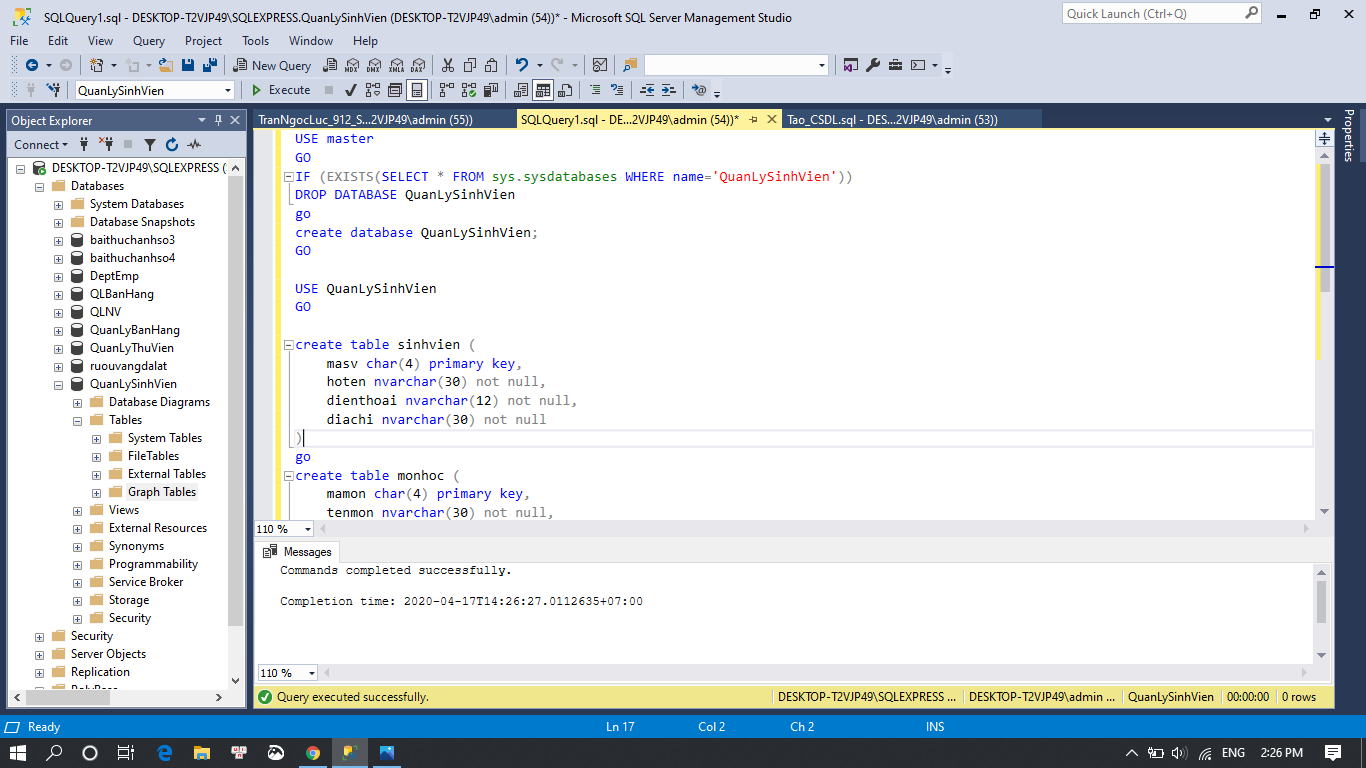 SQLQuery1.sql - DESKTOP-T2VJP49\SQLEXPRESS.QuanLySinhVien (DESKTOP-T2VJP49\admin (54))* - Microsoft SQL Server Management Studio
Quick Launch (Ctrl+Q)
File Edit View Query Project Tools Window Help
New Query MDX DMX XMLA DAX
QuanLySinhVien Execute
Object Explorer
Connect
DESKTOP-T2VJP49\SQLEXPRESS (
Databases
System Databases
Database Snapshots
baithuchanhso3
baithuchanhso4
DeptEmp
QLBanHang
QLNV
QuanLyBanHang
QuanLyThuVien
ruouvangdalat
QuanLySinhVien
Database Diagrams
Tables
System Tables
FileTables
External Tables
Graph Tables
Views
External Resources
Synonyms
Programmability
Service Broker
Storage
Security
Security
Server Objects
Replication
TranNgocLuc_912_S...2VJP49\admin (55)) SQLQuery1.sql - DE...2VJP49\admin (54))* Tao_CSDL.sql - DES...2VJP49\admin (53))
USE master
GO
IF (EXISTS(SELECT * FROM sys.sysdatabases WHERE name='QuanLySinhVien'))
DROP DATABASE QuanLySinhVien
go
create database QuanLySinhVien;
GO
USE QuanLySinhVien
GO
create table sinhvien (
masv char(4) primary key,
hoten nvarchar(30) not null,
dienthoai nvarchar(12) not null,
diachi nvarchar(30) not null
)
go
create table monhoc (
mamon char(4) primary key,
tenmon nvarchar(30) not null,
110 %
Messages
Commands completed successfully.
Completion time: 2020-04-17T14:26:27.0112635+07:00
110 %
Query executed successfully. DESKTOP-T2VJP49\SQLEXPRESS ... DESKTOP-T2VJP49\admin ... QuanLySinhVien 00:00:00 0 rows
Properties
Ready Ln 17 Col 2 Ch 2 INS
ENG 2:26 PM